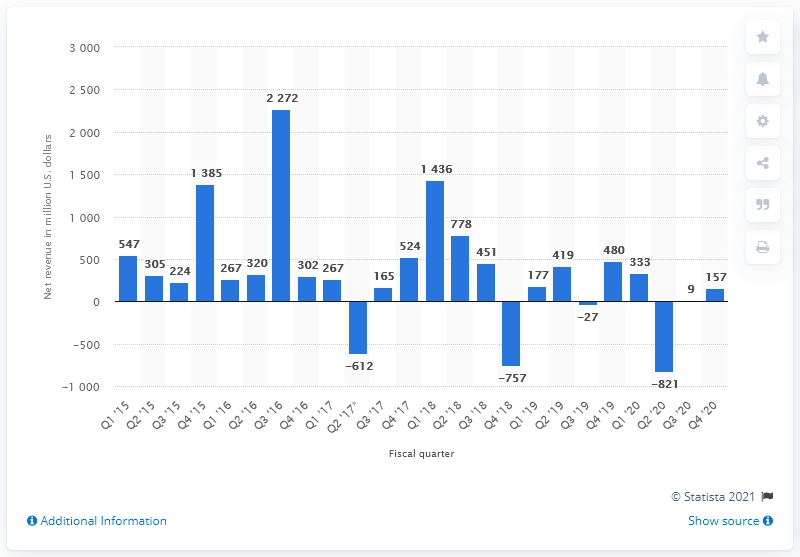 Net revenue in million U.S. dollars
3 000
2 500
2 000
1 500
1 000
500
0
−500
−1 000
547
305
224
1 385
267
320
2 272
302
267
−612
165
524
1 436
778
451
−757
177
419
−27
480
333
−821
9
157
Q1 '15
Q2 '15
Q3 '15
Q4 '15
Q1 '16
Q2 '16
Q3 '16
Q4 '16
Q1 '17
Q2 '17*
Q3 '17
Q4 '17
Q1 '18
Q2 '18
Q3 '18
Q4 '18
Q1 '19
Q2 '19
Q3 '19
Q4 '19
Q1 '20
Q2 '20
Q3 '20
Q4 '20
Fiscal quarter
© Statista 2021
Additional Information
Show source